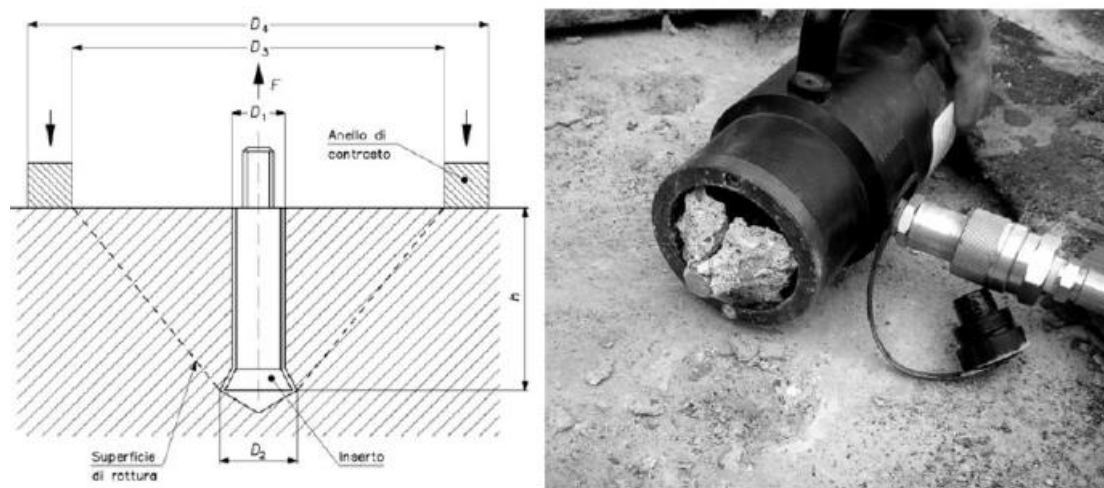 D₄
D₃
F
D₁
Anello di
contrasto
h
Superficie
di rottura
D₂
Inserto